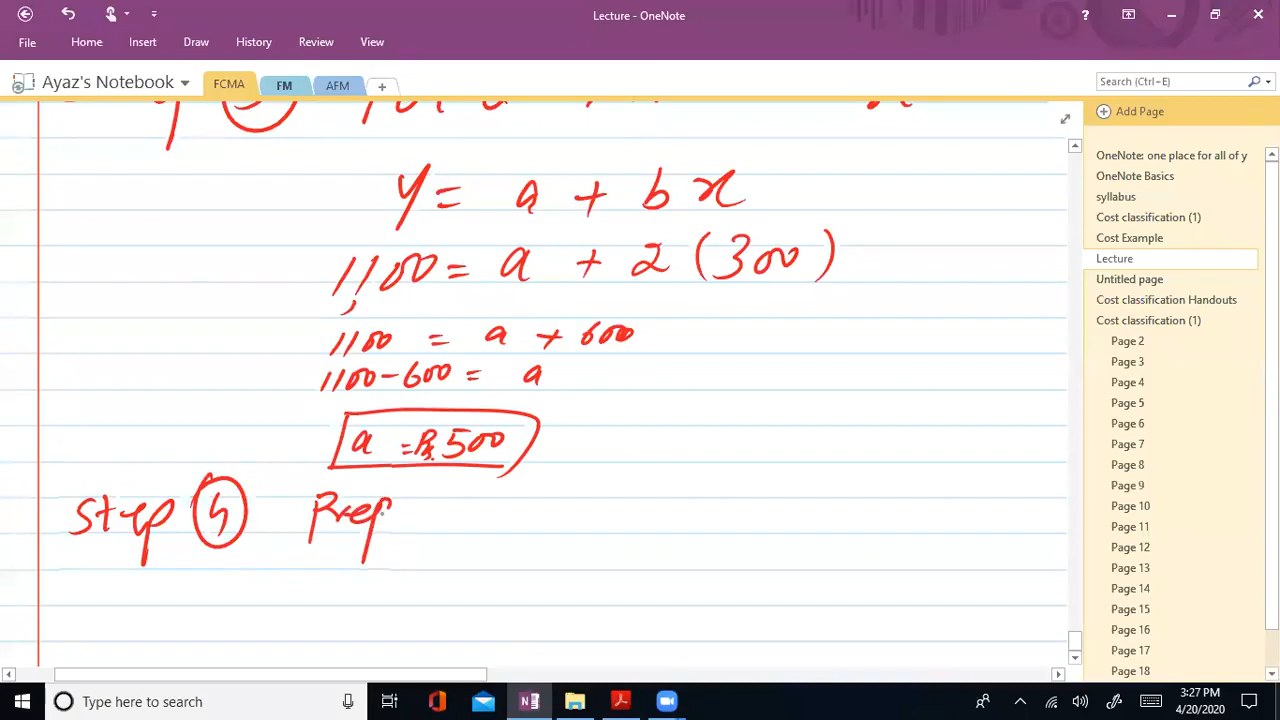 Lecture - OneNote
?
File Home Insert Draw History Review View
Ayaz's Notebook FCMA FM AFM +
Search (Ctrl+E)
Add Page
y = a + b x
1,100 = a + 2 (300)
1100 = a + 600
1100 - 600 = a
a = Rs. 500
Step 4 Prep
OneNote: one place for all of y
OneNote Basics
syllabus
Cost classification (1)
Cost Example
Lecture
Untitled page
Cost classification Handouts
Cost classification (1)
Page 2
Page 3
Page 4
Page 5
Page 6
Page 7
Page 8
Page 9
Page 10
Page 11
Page 12
Page 13
Page 14
Page 15
Page 16
Page 17
Page 18
Type here to search
3:27 PM
4/20/2020